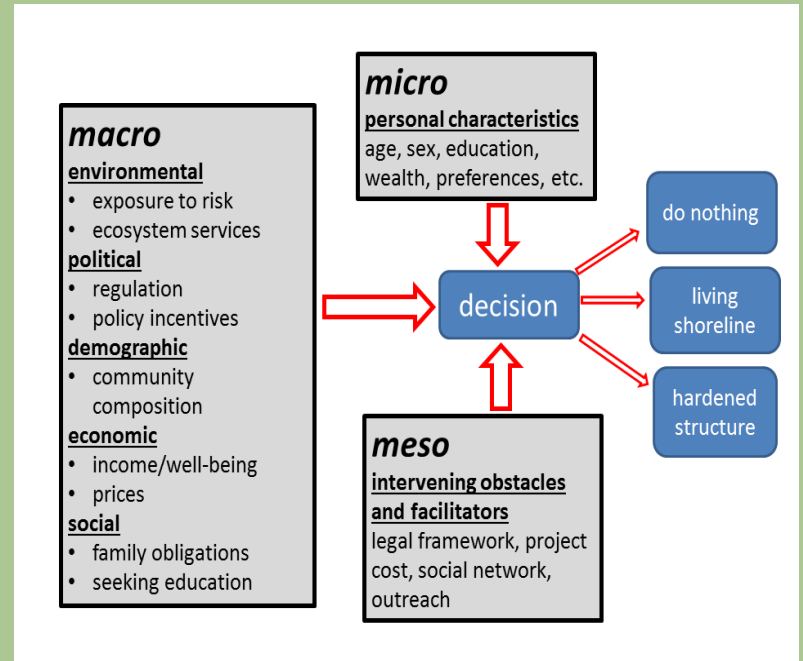 macro
environmental
• exposure to risk
• ecosystem services
political
• regulation
• policy incentives
demographic
• community
composition
economic
• income/well-being
• prices
social
• family obligations
• seeking education
micro
personal characteristics
age, sex, education,
wealth, preferences, etc.
decision
meso
intervening obstacles
and facilitators
legal framework, project
cost, social network,
outreach
do nothing
living
shoreline
hardened
structure